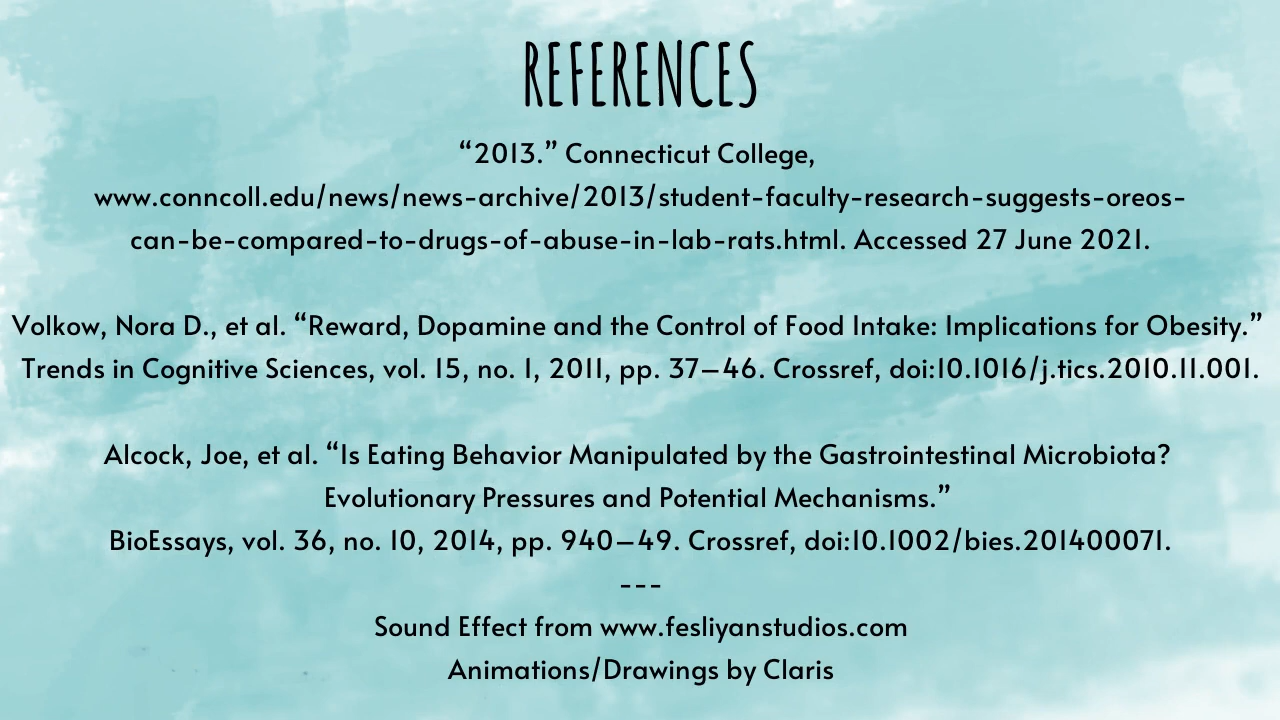 REFERENCES
“2013.” Connecticut College,
www.conncoll.edu/news/news-archive/2013/student-faculty-research-suggests-oreos-
can-be-compared-to-drugs-of-abuse-in-lab-rats.html. Accessed 27 June 2021.
Volkow, Nora D., et al. “Reward, Dopamine and the Control of Food Intake: Implications for Obesity.”
Trends in Cognitive Sciences, vol. 15, no. 1, 2011, pp. 37–46. Crossref, doi:10.1016/j.tics.2010.11.001.
Alcock, Joe, et al. “Is Eating Behavior Manipulated by the Gastrointestinal Microbiota?
Evolutionary Pressures and Potential Mechanisms.”
BioEssays, vol. 36, no. 10, 2014, pp. 940–49. Crossref, doi:10.1002/bies.201400071.
---
Sound Effect from www.fesliyanstudios.com
Animations/Drawings by Claris